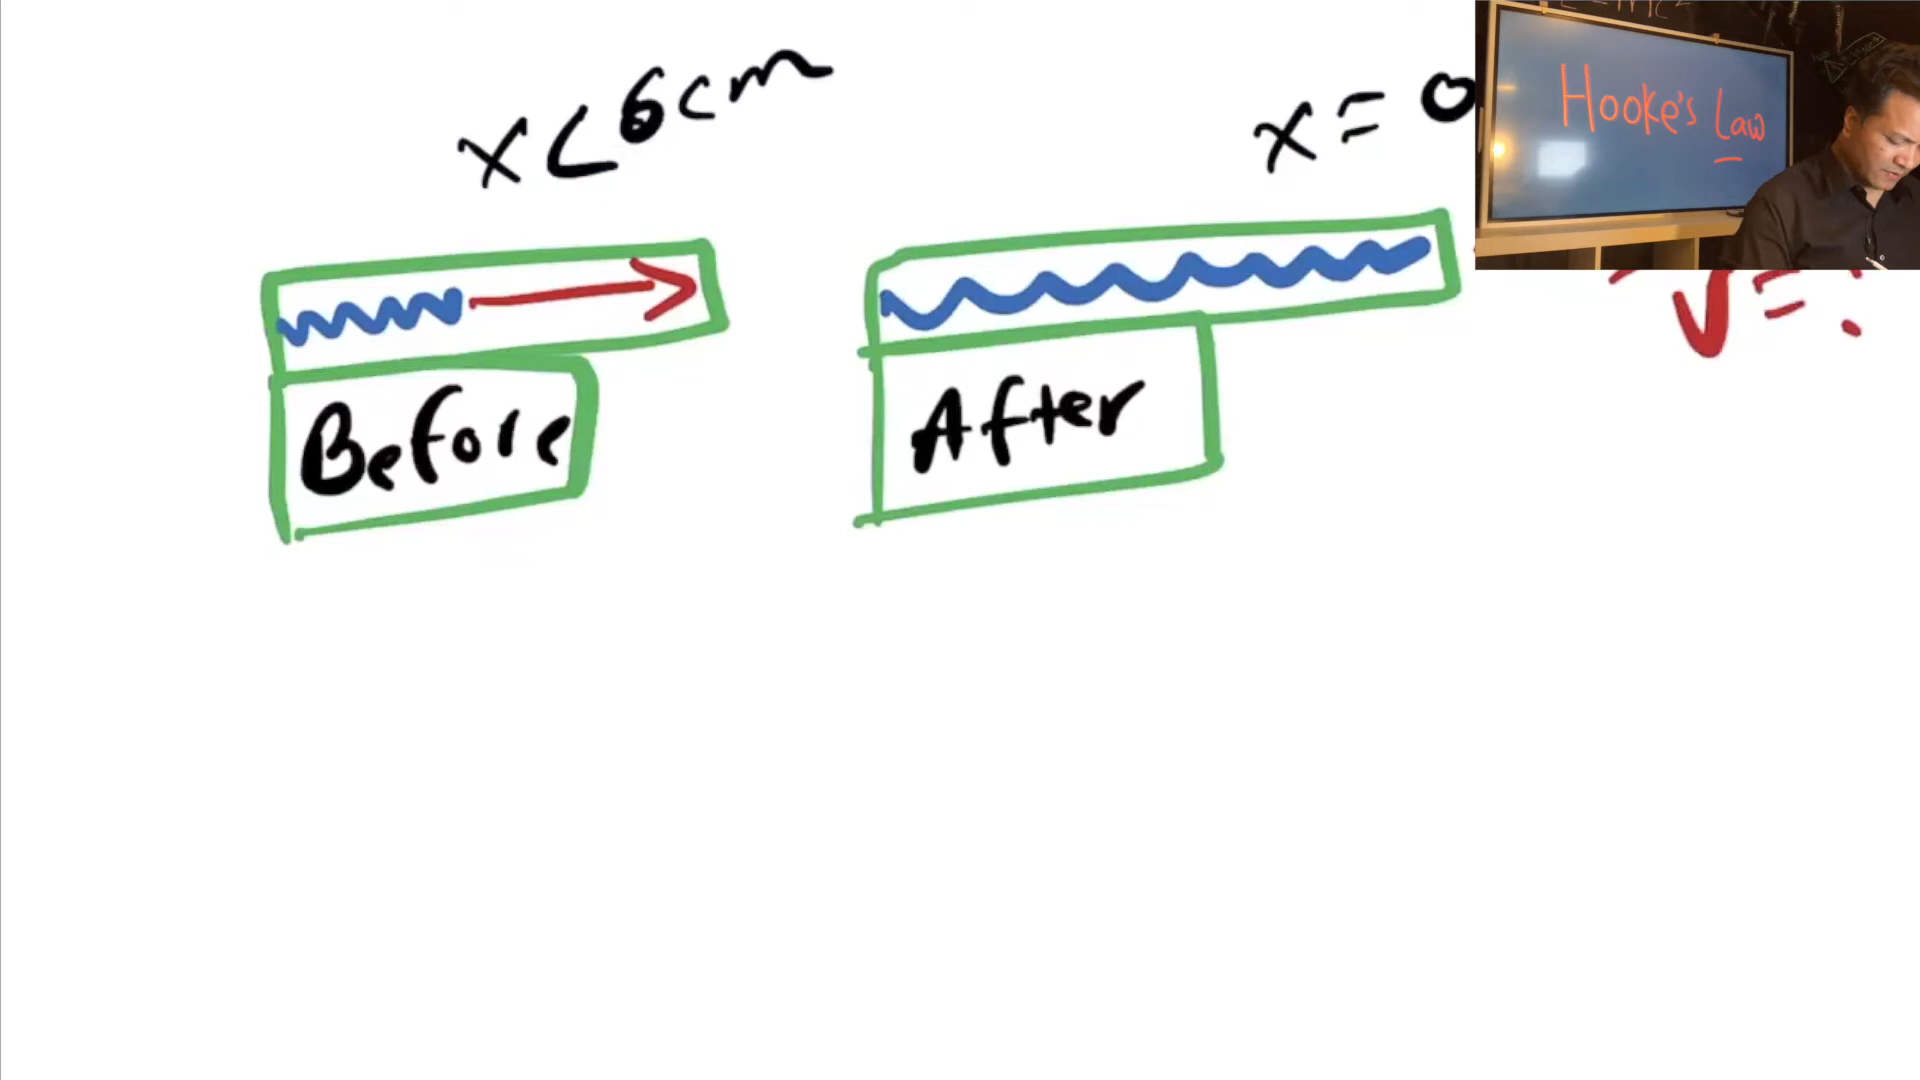 x<6cm
x = 0
Hooke's Law
v = ?
Before
After